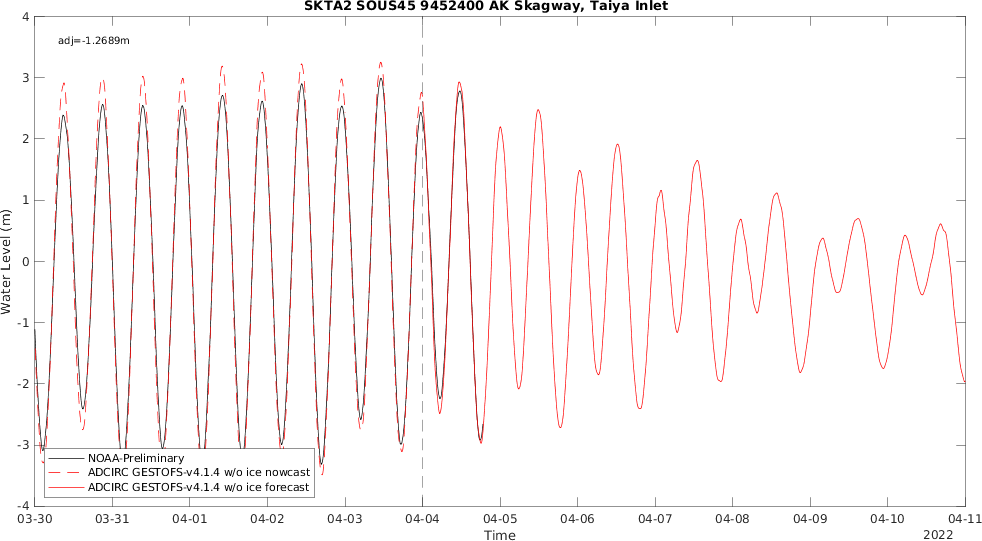 SKTA2 SOUS45 9452400 AK Skagway, Taiya Inlet
adj=-1.2689m
4
3
2
1
0
-1
-2
-3
-4
Water Level (m)
NOAA-Preliminary
ADCIRC GESTOFS-v4.1.4 w/o ice nowcast
ADCIRC GESTOFS-v4.1.4 w/o ice forecast
03-30 03-31 04-01 04-02 04-03 04-04 04-05 04-06 04-07 04-08 04-09 04-10 04-11
Time
2022